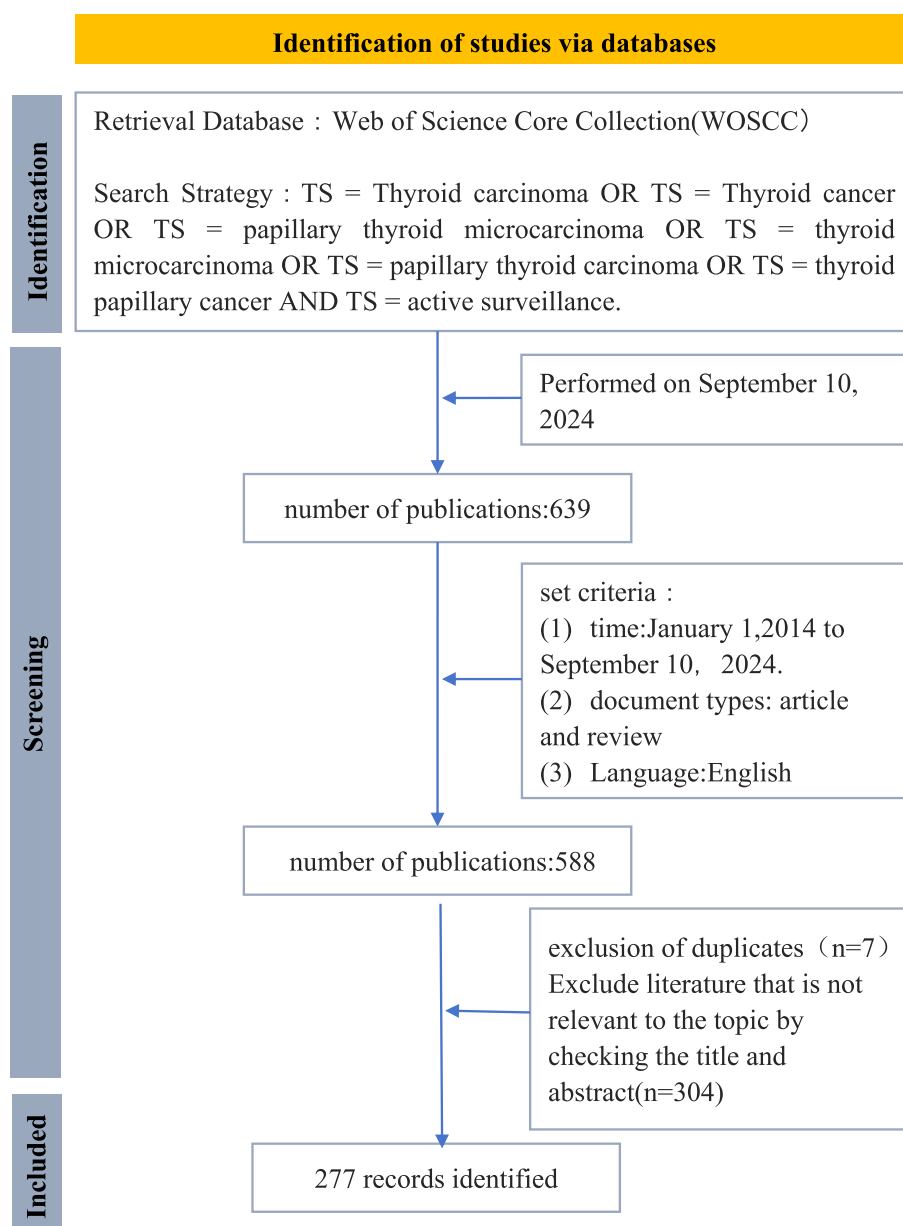 Identification of studies via databases
Identification
Retrieval Database：Web of Science Core Collection(WOSCC）
Search Strategy：TS = Thyroid carcinoma OR TS = Thyroid cancer
OR TS = papillary thyroid microcarcinoma OR TS = thyroid
microcarcinoma OR TS = papillary thyroid carcinoma OR TS = thyroid
papillary cancer AND TS = active surveillance.
Screening
Performed on September 10,
2024
number of publications:639
set criteria：
(1) time:January 1,2014 to
September 10，2024.
(2) document types: article
and review
(3) Language:English
number of publications:588
exclusion of duplicates（n=7）
Exclude literature that is not
relevant to the topic by
checking the title and
abstract(n=304)
Included
277 records identified